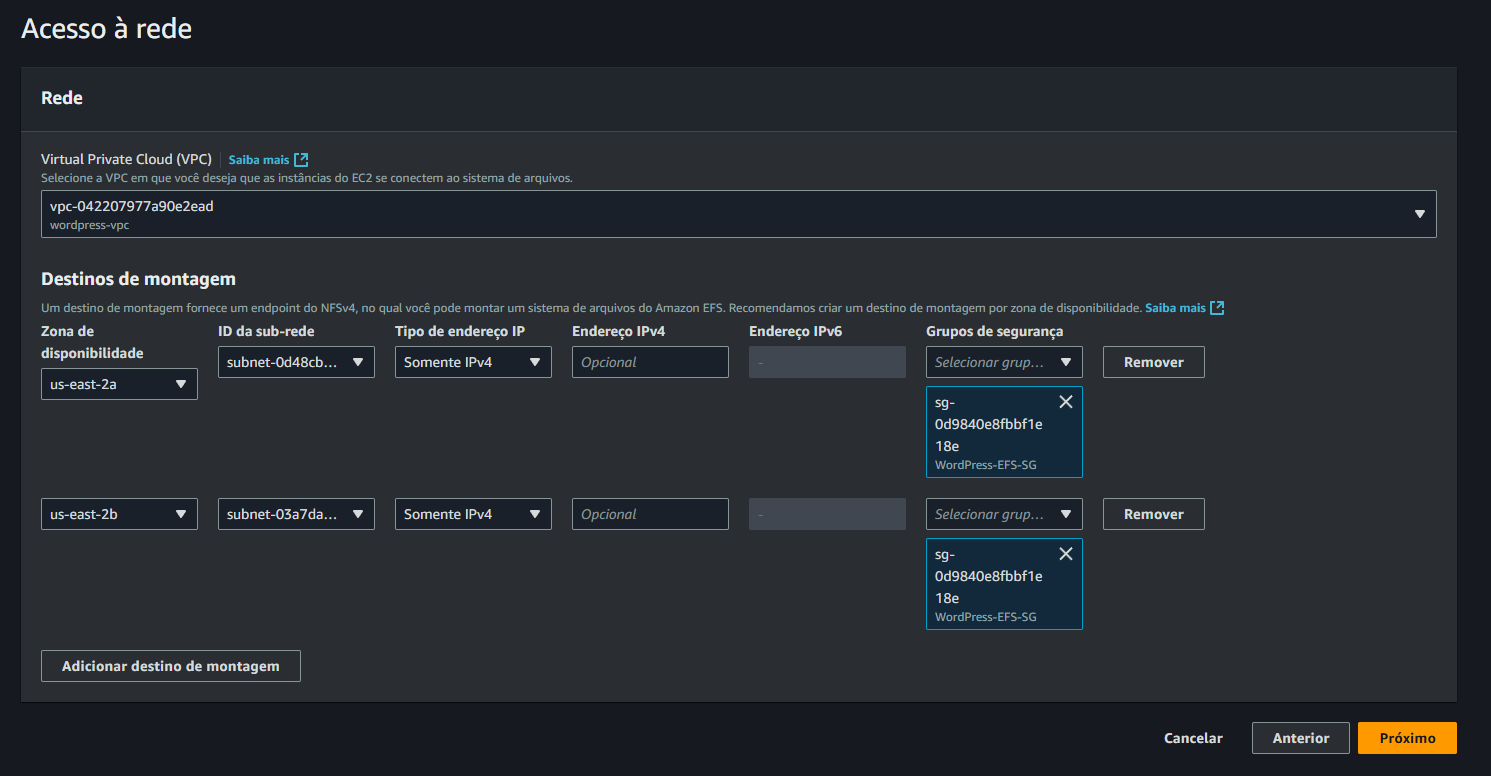 Acesso à rede
Rede
Virtual Private Cloud (VPC) Saiba mais
Selecione a VPC em que você deseja que as instâncias do EC2 se conectem ao sistema de arquivos.
vpc-042207977a90e2ead
wordpress-vpc
Destinos de montagem
Um destino de montagem fornece um endpoint do NFSv4, no qual você pode montar um sistema de arquivos do Amazon EFS. Recomendamos criar um destino de montagem por zona de disponibilidade. Saiba mais
Zona de disponibilidade
ID da sub-rede
Tipo de endereço IP
Endereço IPv4
Endereço IPv6
Grupos de segurança
us-east-2a
subnet-0d48cb...
Somente IPv4
Opcional
-
Selecionar grup...
Remover
sg-
0d9840e8fbbf1e
18e
WordPress-EFS-SG
us-east-2b
subnet-03a7da...
Somente IPv4
Opcional
-
Selecionar grup...
Remover
sg-
0d9840e8fbbf1e
18e
WordPress-EFS-SG
Adicionar destino de montagem
Cancelar
Anterior
Próximo